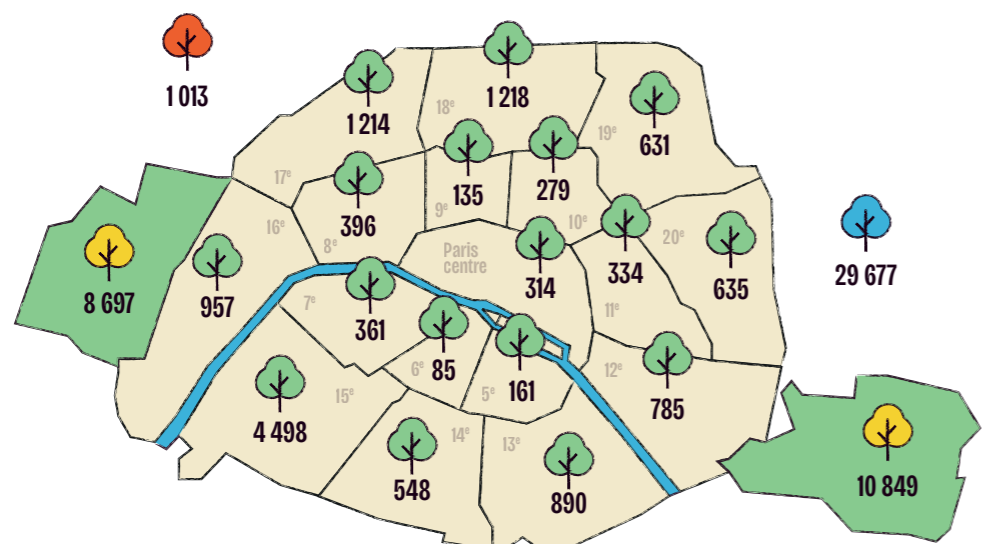 1 013
1 214
18e
1 218
19e
631
17e
396
9e
135
279
10e
16e
8e
Paris
centre
314
334
20e
635
8 697
957
7e
361
6e
85
5e
161
11e
12e
785
29 677
15e
4 498
14e
548
13e
890
10 849